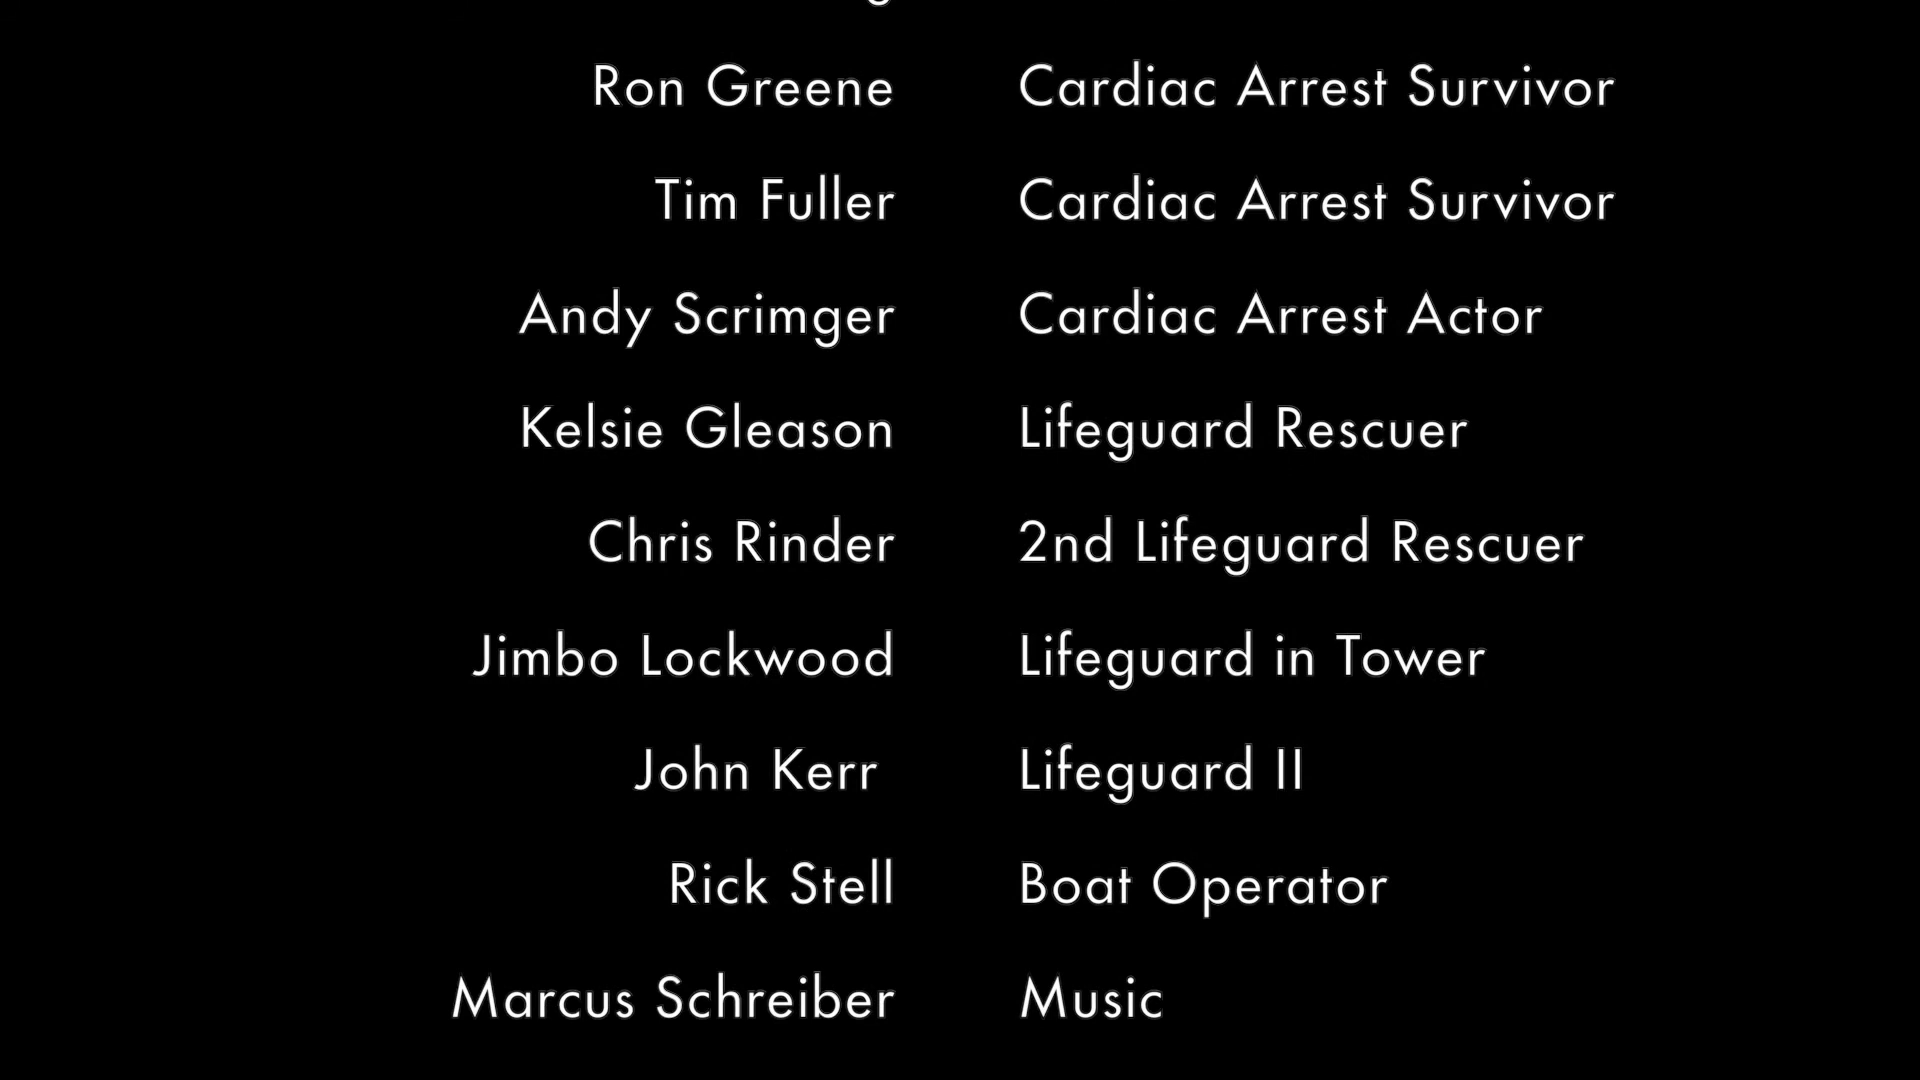 Ron Greene Cardiac Arrest Survivor
Tim Fuller Cardiac Arrest Survivor
Andy Scrimger Cardiac Arrest Actor
Kelsie Gleason Lifeguard Rescuer
Chris Rinder 2nd Lifeguard Rescuer
Jimbo Lockwood Lifeguard in Tower
John Kerr Lifeguard II
Rick Stell Boat Operator
Marcus Schreiber Music